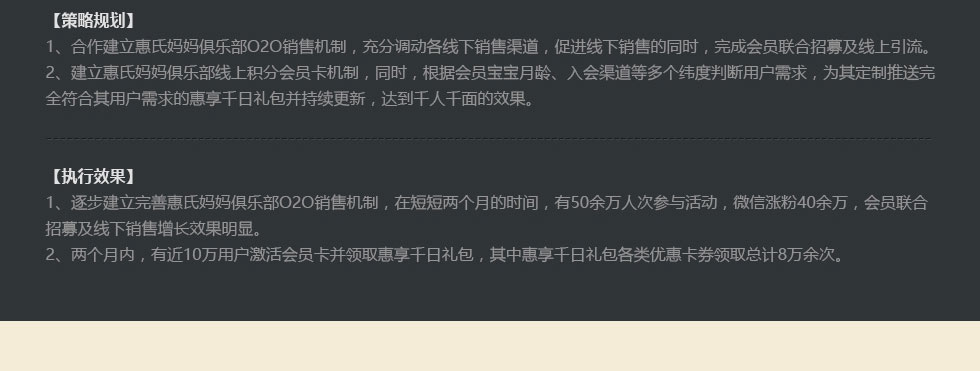 【策略规划】
1、合作建立惠氏妈妈俱乐部O2O销售机制，充分调动各线下销售渠道，促进线下销售的同时，完成会员联合招募及线上引流。
2、建立惠氏妈妈俱乐部线上积分会员卡机制，同时，根据会员宝宝月龄、入会渠道等多个纬度判断用户需求，为其定制推送完
全符合其用户需求的惠享千日礼包并持续更新，达到千人千面的效果。
【执行效果】
1、逐步建立完善惠氏妈妈俱乐部O2O销售机制，在短短两个月的时间，有50余万人次参与活动，微信涨粉40余万，会员联合
招募及线下销售增长效果明显。
2、两个月内，有近10万用户激活会员卡并领取惠享千日礼包，其中惠享千日礼包各类优惠卡券领取总计8万余次。